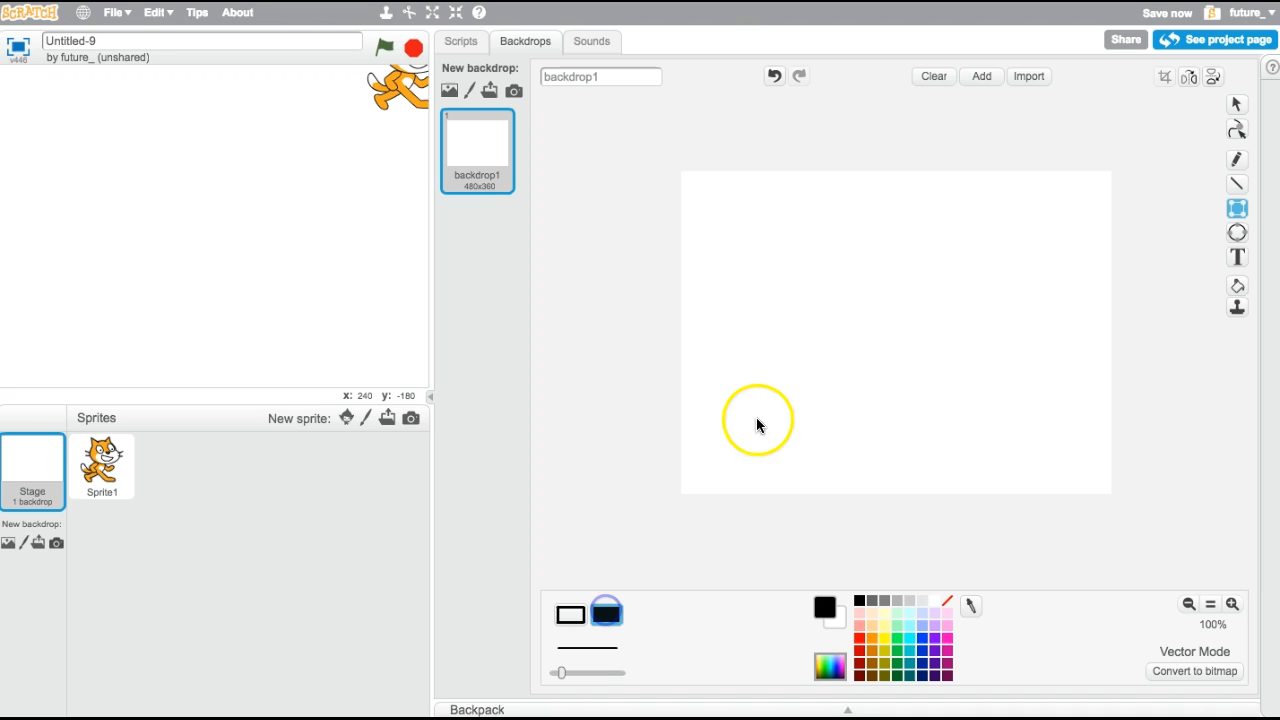 SCRATCH File Edit Tips About Save now future_
v446 Untitled-9 Scripts Backdrops Sounds Share See project page
by future_ (unshared)
New backdrop: backdrop1 Clear Add Import
1
backdrop1
480x360
x: 240 y: -180
Sprites New sprite:
Stage
1 backdrop
Sprite1
New backdrop:
T
100%
Vector Mode
Convert to bitmap
Backpack